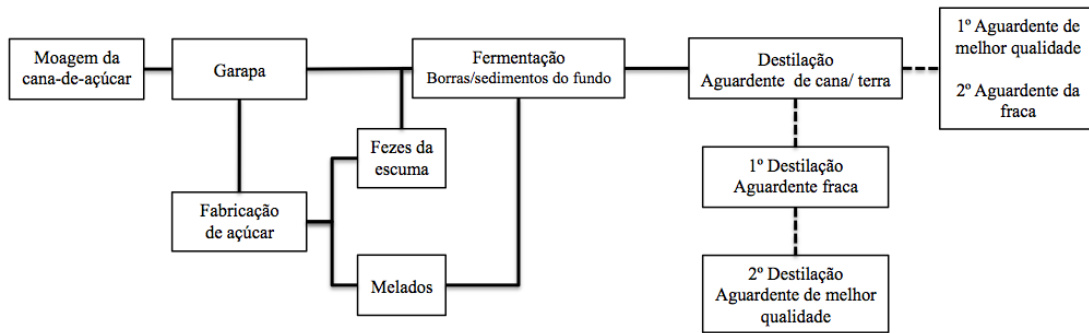 Moagem da
cana-de-açúcar
Garapa
Fermentação
Borras/sedimentos do fundo
Destilação
Aguardente de cana/ terra
1º Aguardente de
melhor qualidade
2º Aguardente da
fraca
Fezes da
escuma
1º Destilação
Aguardente fraca
Fabricação
de açúcar
Melados
2º Destilação
Aguardente de melhor
qualidade